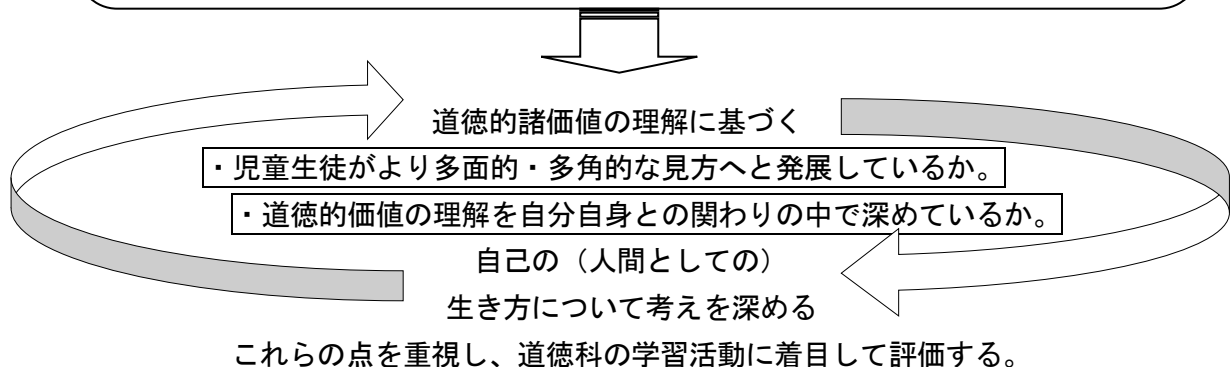 道徳的諸価値の理解に基づく
・児童生徒がより多面的・多角的な見方へと発展しているか。
・道徳的価値の理解を自分自身との関わりの中で深めているか。
自己の（人間としての）
生き方について考えを深める
これらの点を重視し、道徳科の学習活動に着目して評価する。